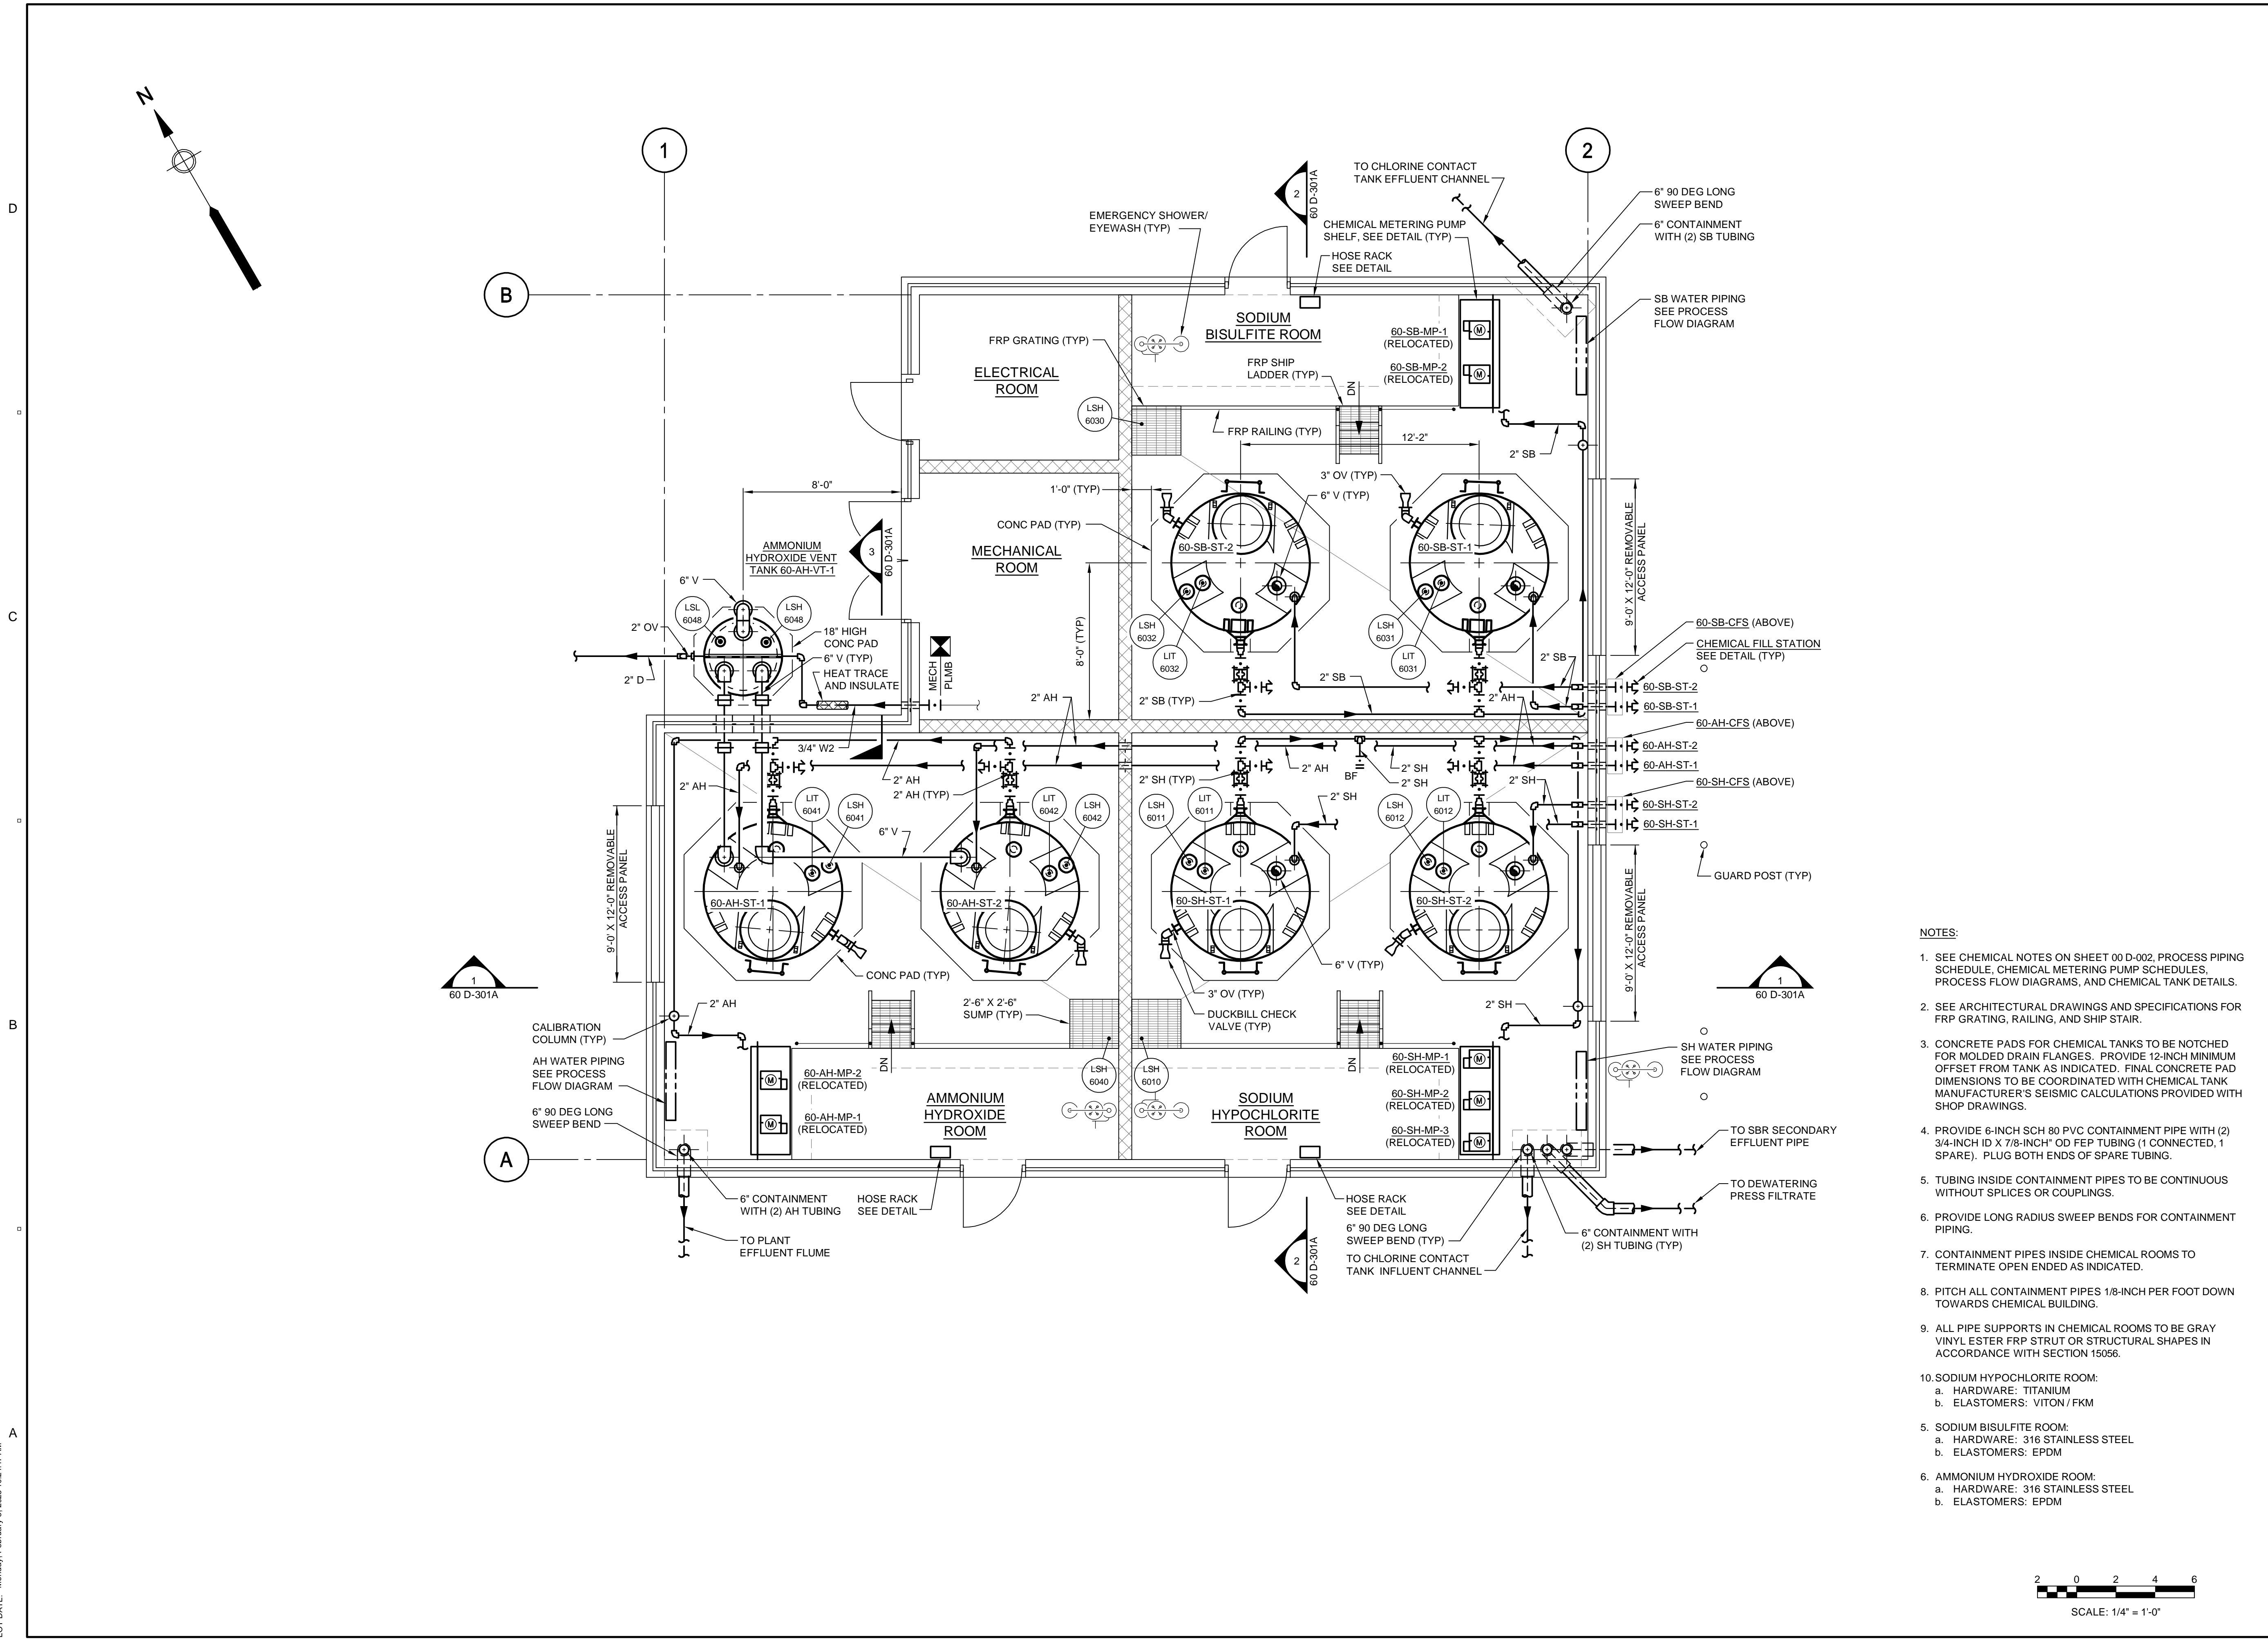 N
1
2
B
A
D
C
B
A
TO CHLORINE CONTACT
TANK EFFLUENT CHANNEL
2
60 D-301A
6" 90 DEG LONG
SWEEP BEND
6" CONTAINMENT
WITH (2) SB TUBING
EMERGENCY SHOWER/
EYEWASH (TYP)
CHEMICAL METERING PUMP
SHELF, SEE DETAIL (TYP)
HOSE RACK
SEE DETAIL
SB WATER PIPING
SEE PROCESS
FLOW DIAGRAM
SODIUM
BISULFITE ROOM
60-SB-MP-1
(RELOCATED)
M
60-SB-MP-2
(RELOCATED)
M
FRP GRATING (TYP)
FRP SHIP
LADDER (TYP)
DN
ELECTRICAL
ROOM
LSH
6030
FRP RAILING (TYP)
12'-2"
2" SB
8'-0"
1'-0" (TYP)
3" OV (TYP)
6" V (TYP)
CONC PAD (TYP)
60-SB-ST-2
60-SB-ST-1
9'-0' X 12'-0" REMOVABLE
ACCESS PANEL
AMMONIUM
HYDROXIDE VENT
TANK 60-AH-VT-1
3
60 D-301A
MECHANICAL
ROOM
6" V
LSL
6048
LSH
6048
18" HIGH
CONC PAD
2" OV
6" V (TYP)
HEAT TRACE
AND INSULATE
2" D
MECH
PLMB
8'-0" (TYP)
LSH
6032
LIT
6032
LSH
6031
LIT
6031
60-SB-CFS (ABOVE)
CHEMICAL FILL STATION
SEE DETAIL (TYP)
2" SB
2" SB
2" AH
2" SB (TYP)
2" AH
60-SB-ST-2
60-SB-ST-1
60-AH-CFS (ABOVE)
60-AH-ST-2
60-AH-ST-1
60-SH-CFS (ABOVE)
60-SH-ST-2
60-SH-ST-1
3/4" W2
2" AH
2" AH
2" AH (TYP)
2" SH (TYP)
2" AH
BF
2" SH
2" SH
2" SH
2" SH
LIT
6041
LSH
6041
LIT
6042
LSH
6042
LSH
6011
LIT
6011
LSH
6012
LIT
6012
6" V
GUARD POST (TYP)
9'-0' X 12'-0" REMOVABLE
ACCESS PANEL
60-AH-ST-1
60-AH-ST-2
60-SH-ST-1
60-SH-ST-2
9'-0' X 12'-0" REMOVABLE
ACCESS PANEL
1
60 D-301A
1
60 D-301A
CONC PAD (TYP)
6" V (TYP)
3" OV (TYP)
DUCKBILL CHECK
VALVE (TYP)
2" AH
2'-6" X 2'-6"
SUMP (TYP)
2" SH
CALIBRATION
COLUMN (TYP)
AH WATER PIPING
SEE PROCESS
FLOW DIAGRAM
6" 90 DEG LONG
SWEEP BEND
DN
DN
M
60-AH-MP-2
(RELOCATED)
M
60-AH-MP-1
(RELOCATED)
LSH
6040
LSH
6010
AMMONIUM
HYDROXIDE
ROOM
SODIUM
HYPOCHLORITE
ROOM
60-SH-MP-1
(RELOCATED)
M
60-SH-MP-2
(RELOCATED)
M
60-SH-MP-3
(RELOCATED)
M
SH WATER PIPING
SEE PROCESS
FLOW DIAGRAM
TO SBR SECONDARY
EFFLUENT PIPE
TO DEWATERING
PRESS FILTRATE
6" CONTAINMENT
WITH (2) AH TUBING
HOSE RACK
SEE DETAIL
TO PLANT
EFFLUENT FLUME
HOSE RACK
SEE DETAIL
6" 90 DEG LONG
SWEEP BEND (TYP)
TO CHLORINE CONTACT
TANK INFLUENT CHANNEL
6" CONTAINMENT WITH
(2) SH TUBING (TYP)
2
60 D-301A
NOTES:
1. SEE CHEMICAL NOTES ON SHEET 00 D-002, PROCESS PIPING
SCHEDULE, CHEMICAL METERING PUMP SCHEDULES,
PROCESS FLOW DIAGRAMS, AND CHEMICAL TANK DETAILS.
2. SEE ARCHITECTURAL DRAWINGS AND SPECIFICATIONS FOR
FRP GRATING, RAILING, AND SHIP STAIR.
3. CONCRETE PADS FOR CHEMICAL TANKS TO BE NOTCHED
FOR MOLDED DRAIN FLANGES. PROVIDE 12-INCH MINIMUM
OFFSET FROM TANK AS INDICATED. FINAL CONCRETE PAD
DIMENSIONS TO BE COORDINATED WITH CHEMICAL TANK
MANUFACTURER'S SEISMIC CALCULATIONS PROVIDED WITH
SHOP DRAWINGS.
4. PROVIDE 6-INCH SCH 80 PVC CONTAINMENT PIPE WITH (2)
3/4-INCH ID X 7/8-INCH" OD FEP TUBING (1 CONNECTED, 1
SPARE). PLUG BOTH ENDS OF SPARE TUBING.
5. TUBING INSIDE CONTAINMENT PIPES TO BE CONTINUOUS
WITHOUT SPLICES OR COUPLINGS.
6. PROVIDE LONG RADIUS SWEEP BENDS FOR CONTAINMENT
PIPING.
7. CONTAINMENT PIPES INSIDE CHEMICAL ROOMS TO
TERMINATE OPEN ENDED AS INDICATED.
8. PITCH ALL CONTAINMENT PIPES 1/8-INCH PER FOOT DOWN
TOWARDS CHEMICAL BUILDING.
9. ALL PIPE SUPPORTS IN CHEMICAL ROOMS TO BE GRAY
VINYL ESTER FRP STRUT OR STRUCTURAL SHAPES IN
ACCORDANCE WITH SECTION 15056.
10. SODIUM HYPOCHLORITE ROOM:
a. HARDWARE: TITANIUM
b. ELASTOMERS: VITON / FKM
5. SODIUM BISULFITE ROOM:
a. HARDWARE: 316 STAINLESS STEEL
b. ELASTOMERS: EPDM
6. AMMONIUM HYDROXIDE ROOM:
a. HARDWARE: 316 STAINLESS STEEL
b. ELASTOMERS: EPDM
2 0 2 4 6
SCALE: 1/4" = 1'-0"